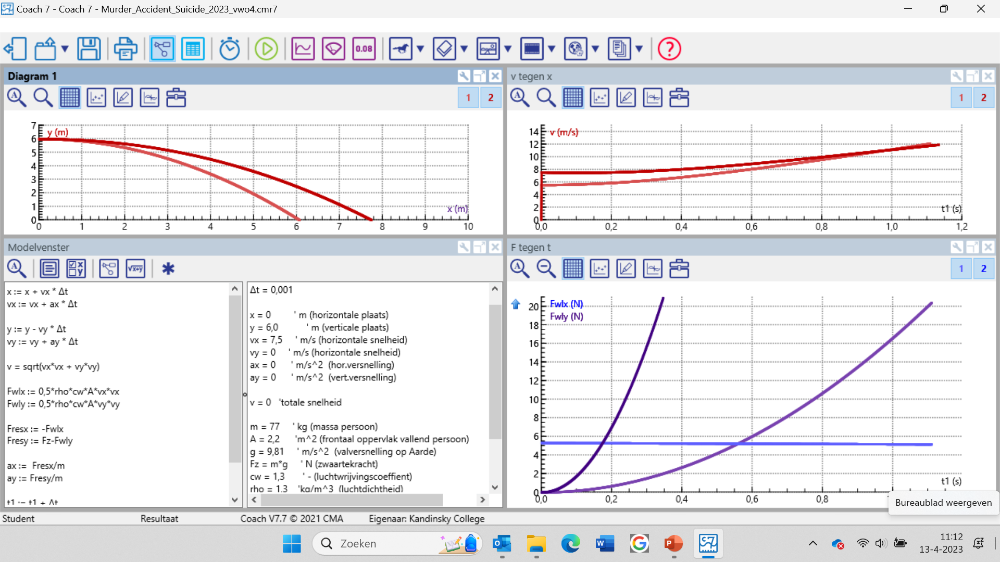 Coach 7 - Coach 7 - Murder_Accident_Suicide_2023_vwo4.cmr7
0.08
Diagram 1
1 2
7
y (m)
6
5
4
3
2
1
x (m)
0
0 1 2 3 4 5 6 7 8 9 10
v tegen x
1 2
14
v (m/s)
12
10
8
6
4
2
t1 (s)
0
0,0 0,2 0,4 0,6 0,8 1,0 1,2
Modelvenster
x := x + vx * Δt
vx := vx + ax * Δt
y := y - vy * Δt
vy := vy + ay * Δt
v = sqrt(vx*vx + vy*vy)
Fwlx := 0,5*rho*cw*A*vx*vx
Fwly := 0,5*rho*cw*A*vy*vy
Fresx := -Fwlx
Fresy := Fz-Fwly
ax := Fresx/m
ay := Fresy/m
t1 := t1 + Δt
Δt = 0,001
x = 0 ' m (horizontale plaats)
y = 6,0 ' m (verticale plaats)
vx = 7,5 ' m/s (horizontale snelheid)
vy = 0 ' m/s (horizontale snelheid)
ax = 0 ' m/s^2 (hor.versnelling)
ay = 0 ' m/s^2 (vert.versnelling)
v = 0 'totale snelheid
m = 77 ' kg (massa persoon)
A = 2,2 'm^2 (frontaal oppervlak vallend persoon)
g = 9,81 ' m/s^2 (valversnelling op Aarde)
Fz = m*g ' N (zwaartekracht)
cw = 1,3 ' - (luchtwrijvingscoeffient)
rho = 1.3 'kg/m^3 (luchtdichtheid)
F tegen t
1 2
20
Fwlx (N)
Fwly (N)
18
16
14
12
10
8
6
4
2
t1 (s)
0
0,0 0,2 0,4 0,6 0,8
Bureaublad weergeven
Student Resultaat Coach V7.7 © 2021 CMA Eigenaar: Kandinsky College
Zoeken
11:12
13-4-2023